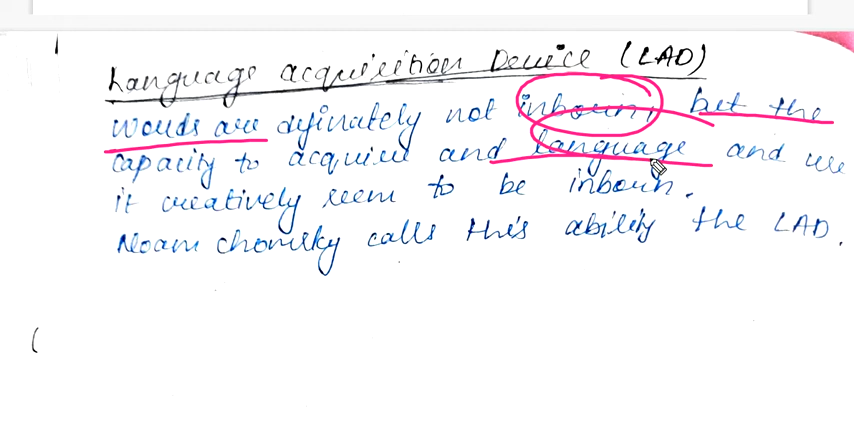 Language acquisition Device (LAD)
words are definately not inborn, but the
capacity to acquire and language and use
it creatively seem to be inborn.
Noam chomsky calls this ability the LAD.
(